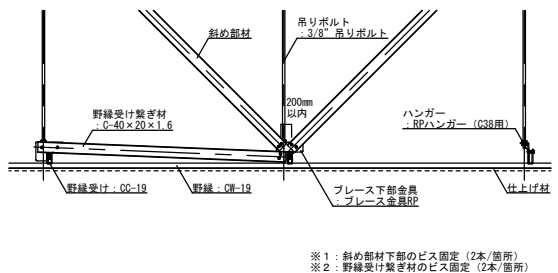 斜め部材
吊りボルト
：3/8”吊りボルト
200mm
以内
野縁受け繋ぎ材
：C-40×20×1.6
ハンガー
：RPハンガー（C38用）
野縁受け：CC-19
野縁：CW-19
ブレース下部金具
：ブレース金具RP
仕上げ材
※１：斜め部材下部のビス固定（2本/箇所）
※２：野縁受け繋ぎ材のビス固定（2本/箇所）